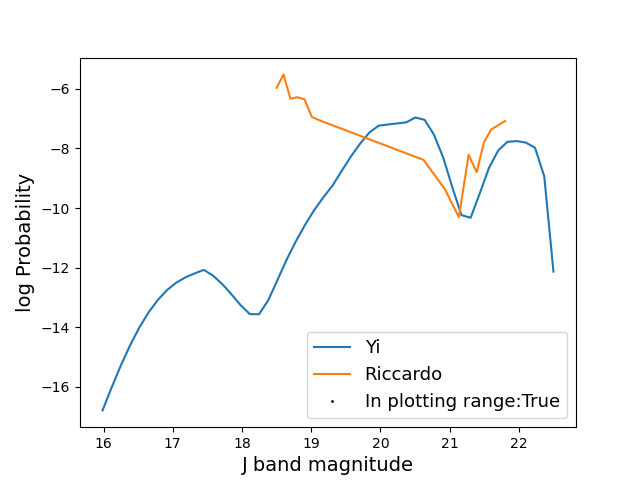 −6
−8
−10
−12
−14
−16
log Probability
Yi
Riccardo
In plotting range:True
16 17 18 19 20 21 22
J band magnitude